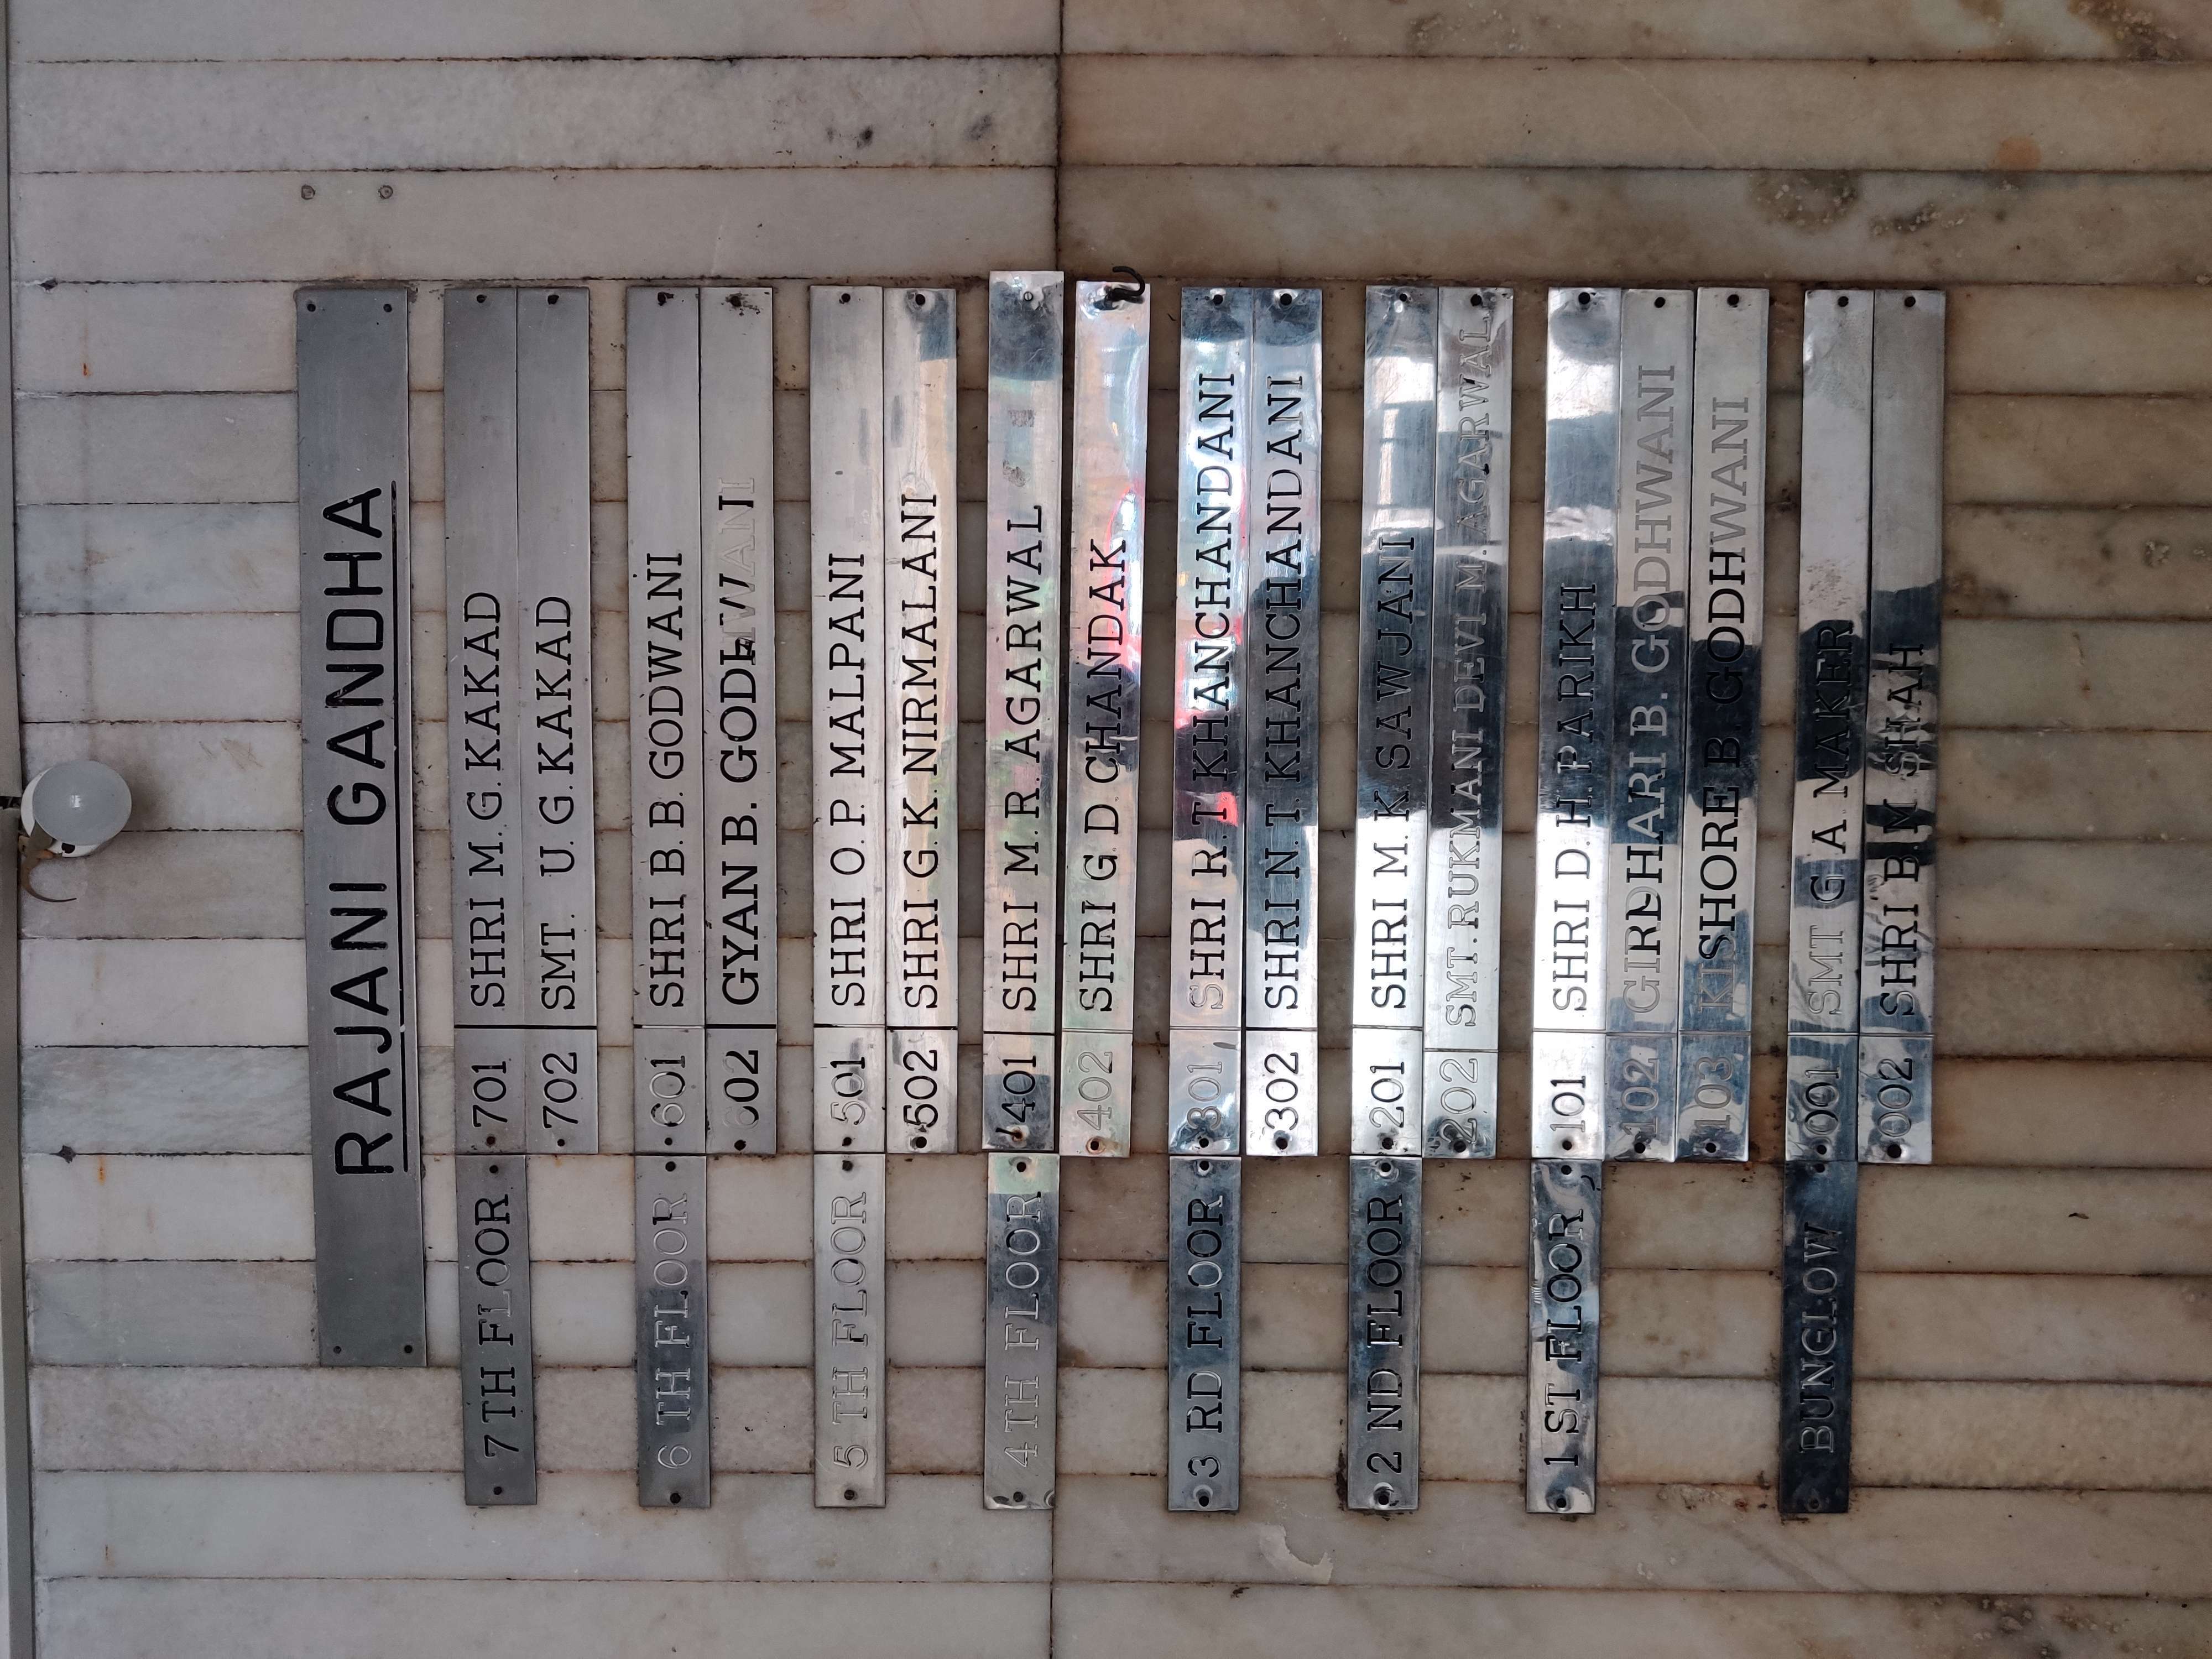 RAJANI GANDHA
7 TH FLOOR 701 SHRI M.G. KAKAD
702 SMT. U.G. KAKAD
6 TH FLOOR 601 SHRI B.B. GODWANI
602 GYAN B. GODHWANI
5 TH FLOOR 501 SHRI O.P. MALPANI
502 SHRI G.K. NIRMALANI
4 TH FLOOR 401 SHRI M.R. AGARWAL
402 SHRI G D CHANDAK
3 RD FLOOR 301 SHRI R.T. KHANCHANDANI
302 SHRI N.T. KHANCHANDANI
2 ND FLOOR 201 SHRI M.K. SAWJANI
202 SMT. RUKMANI DEVI M. AGARWAL
1 ST FLOOR 101 SHRI D.H. PARIKH
102 GIRDHARI B. GODHWANI
103 KISHORE B. GODHWANI
BUNGLOW 001 SMT G A MAKER
002 SHRI B.M SHAH